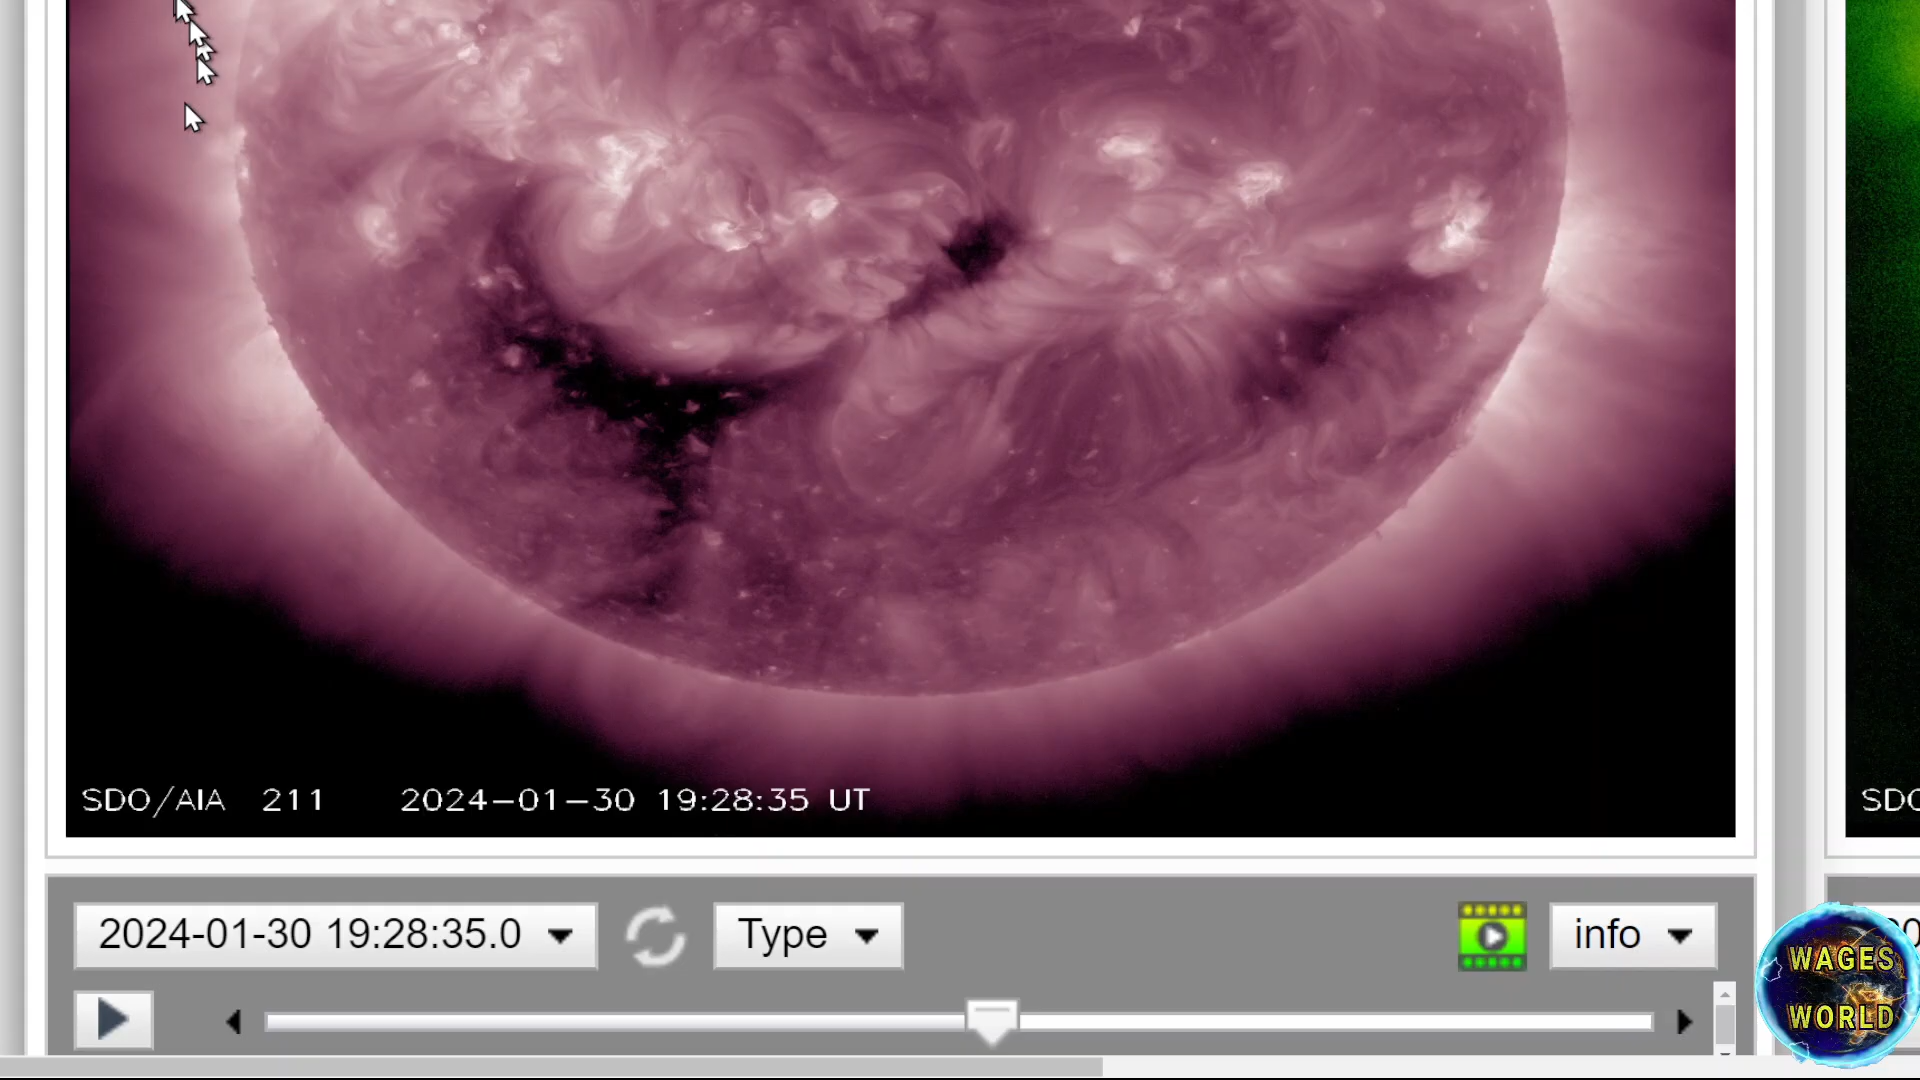 SDO/AIA 211 2024-01-30 19:28:35 UT
SDO
2024-01-30 19:28:35.0
Type
info
WAGES
WORLD